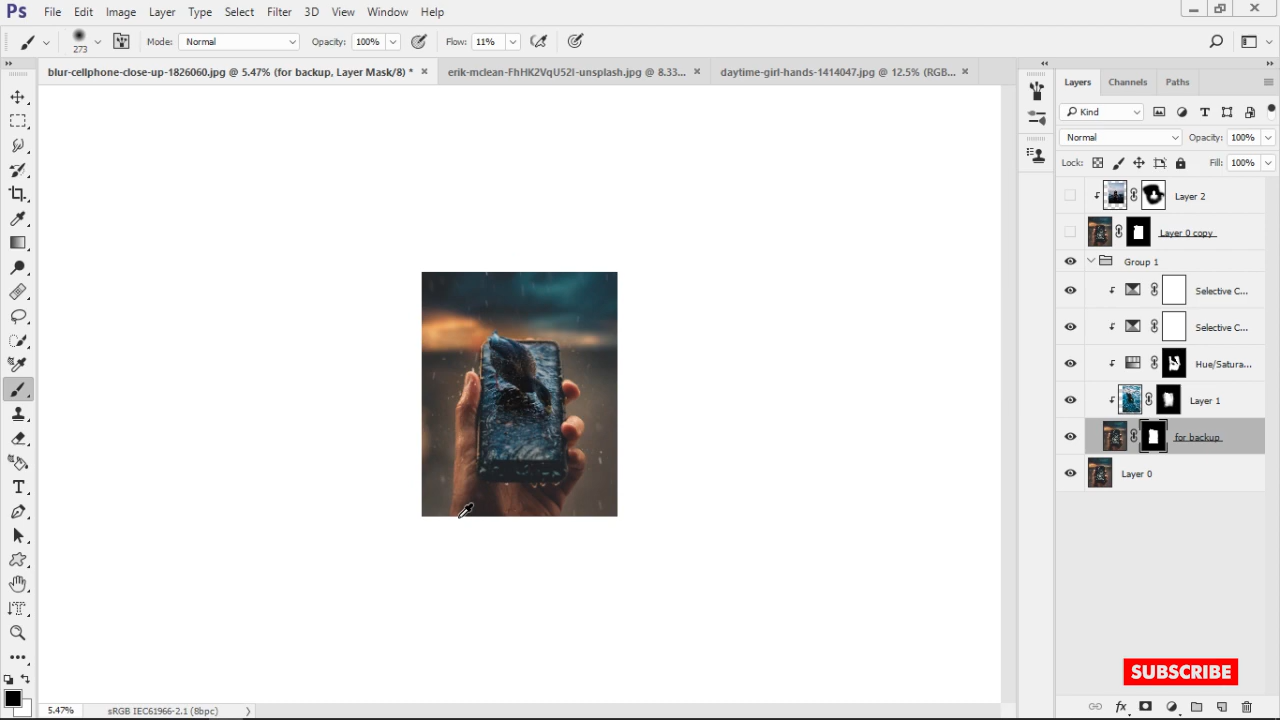 Ps File Edit Image Layer Type Select Filter 3D View Window Help
273 Mode: Normal Opacity: 100% Flow: 11%
blur-cellphone-close-up-1826060.jpg @ 5.47% (for backup, Layer Mask/8) * erik-mclean-FhHK2VqU52I-unsplash.jpg @ 8.33... daytime-girl-hands-1414047.jpg @ 12.5% (RGB...
Layers Channels Paths
Kind
Normal Opacity: 100%
Lock: Fill: 100%
Layer 2
Layer 0 copy
Group 1
Selective C...
Selective C...
Hue/Satura...
Layer 1
for backup
Layer 0
SUBSCRIBE
5.47% sRGB IEC61966-2.1 (8bpc)